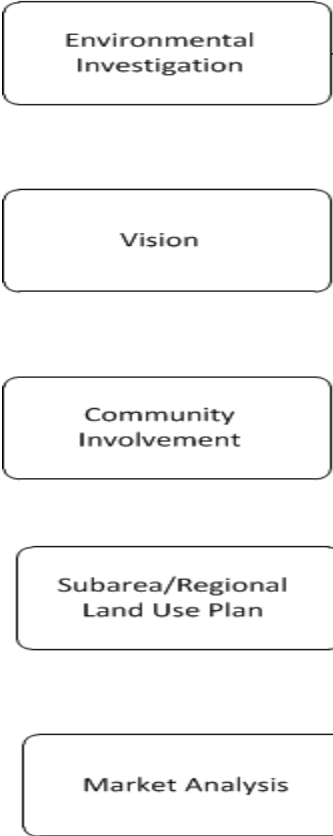 Environmental
Investigation
Vision
Community
Involvement
Subarea/Regional
Land Use Plan
Market Analysis